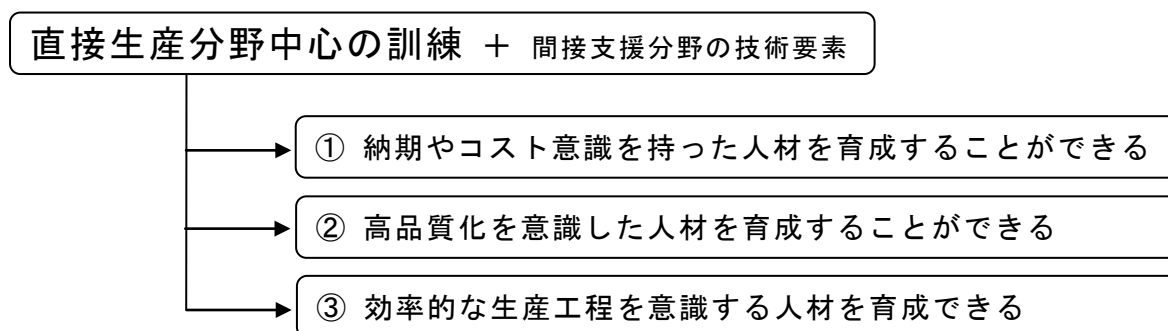 直接生産分野中心の訓練 ＋ 間接支援分野の技術要素
① 納期やコスト意識を持った人材を育成することができる
② 高品質化を意識した人材を育成することができる
③ 効率的な生産工程を意識する人材を育成できる